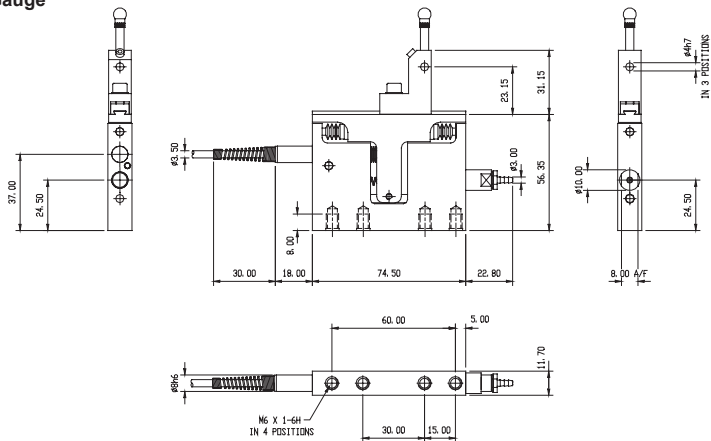 Gauge
ø4h7
IN 3 POSITIONS
31.15
23.15
ø3.50
37.00
24.50
ø3.00
56.35
ø10.00
24.50
8.00
30.00
18.00
74.50
22.80
8.00 A/F
60.00
5.00
ø8h6
11.70
M6 X 1-6H
IN 4 POSITIONS
30.00
15.00